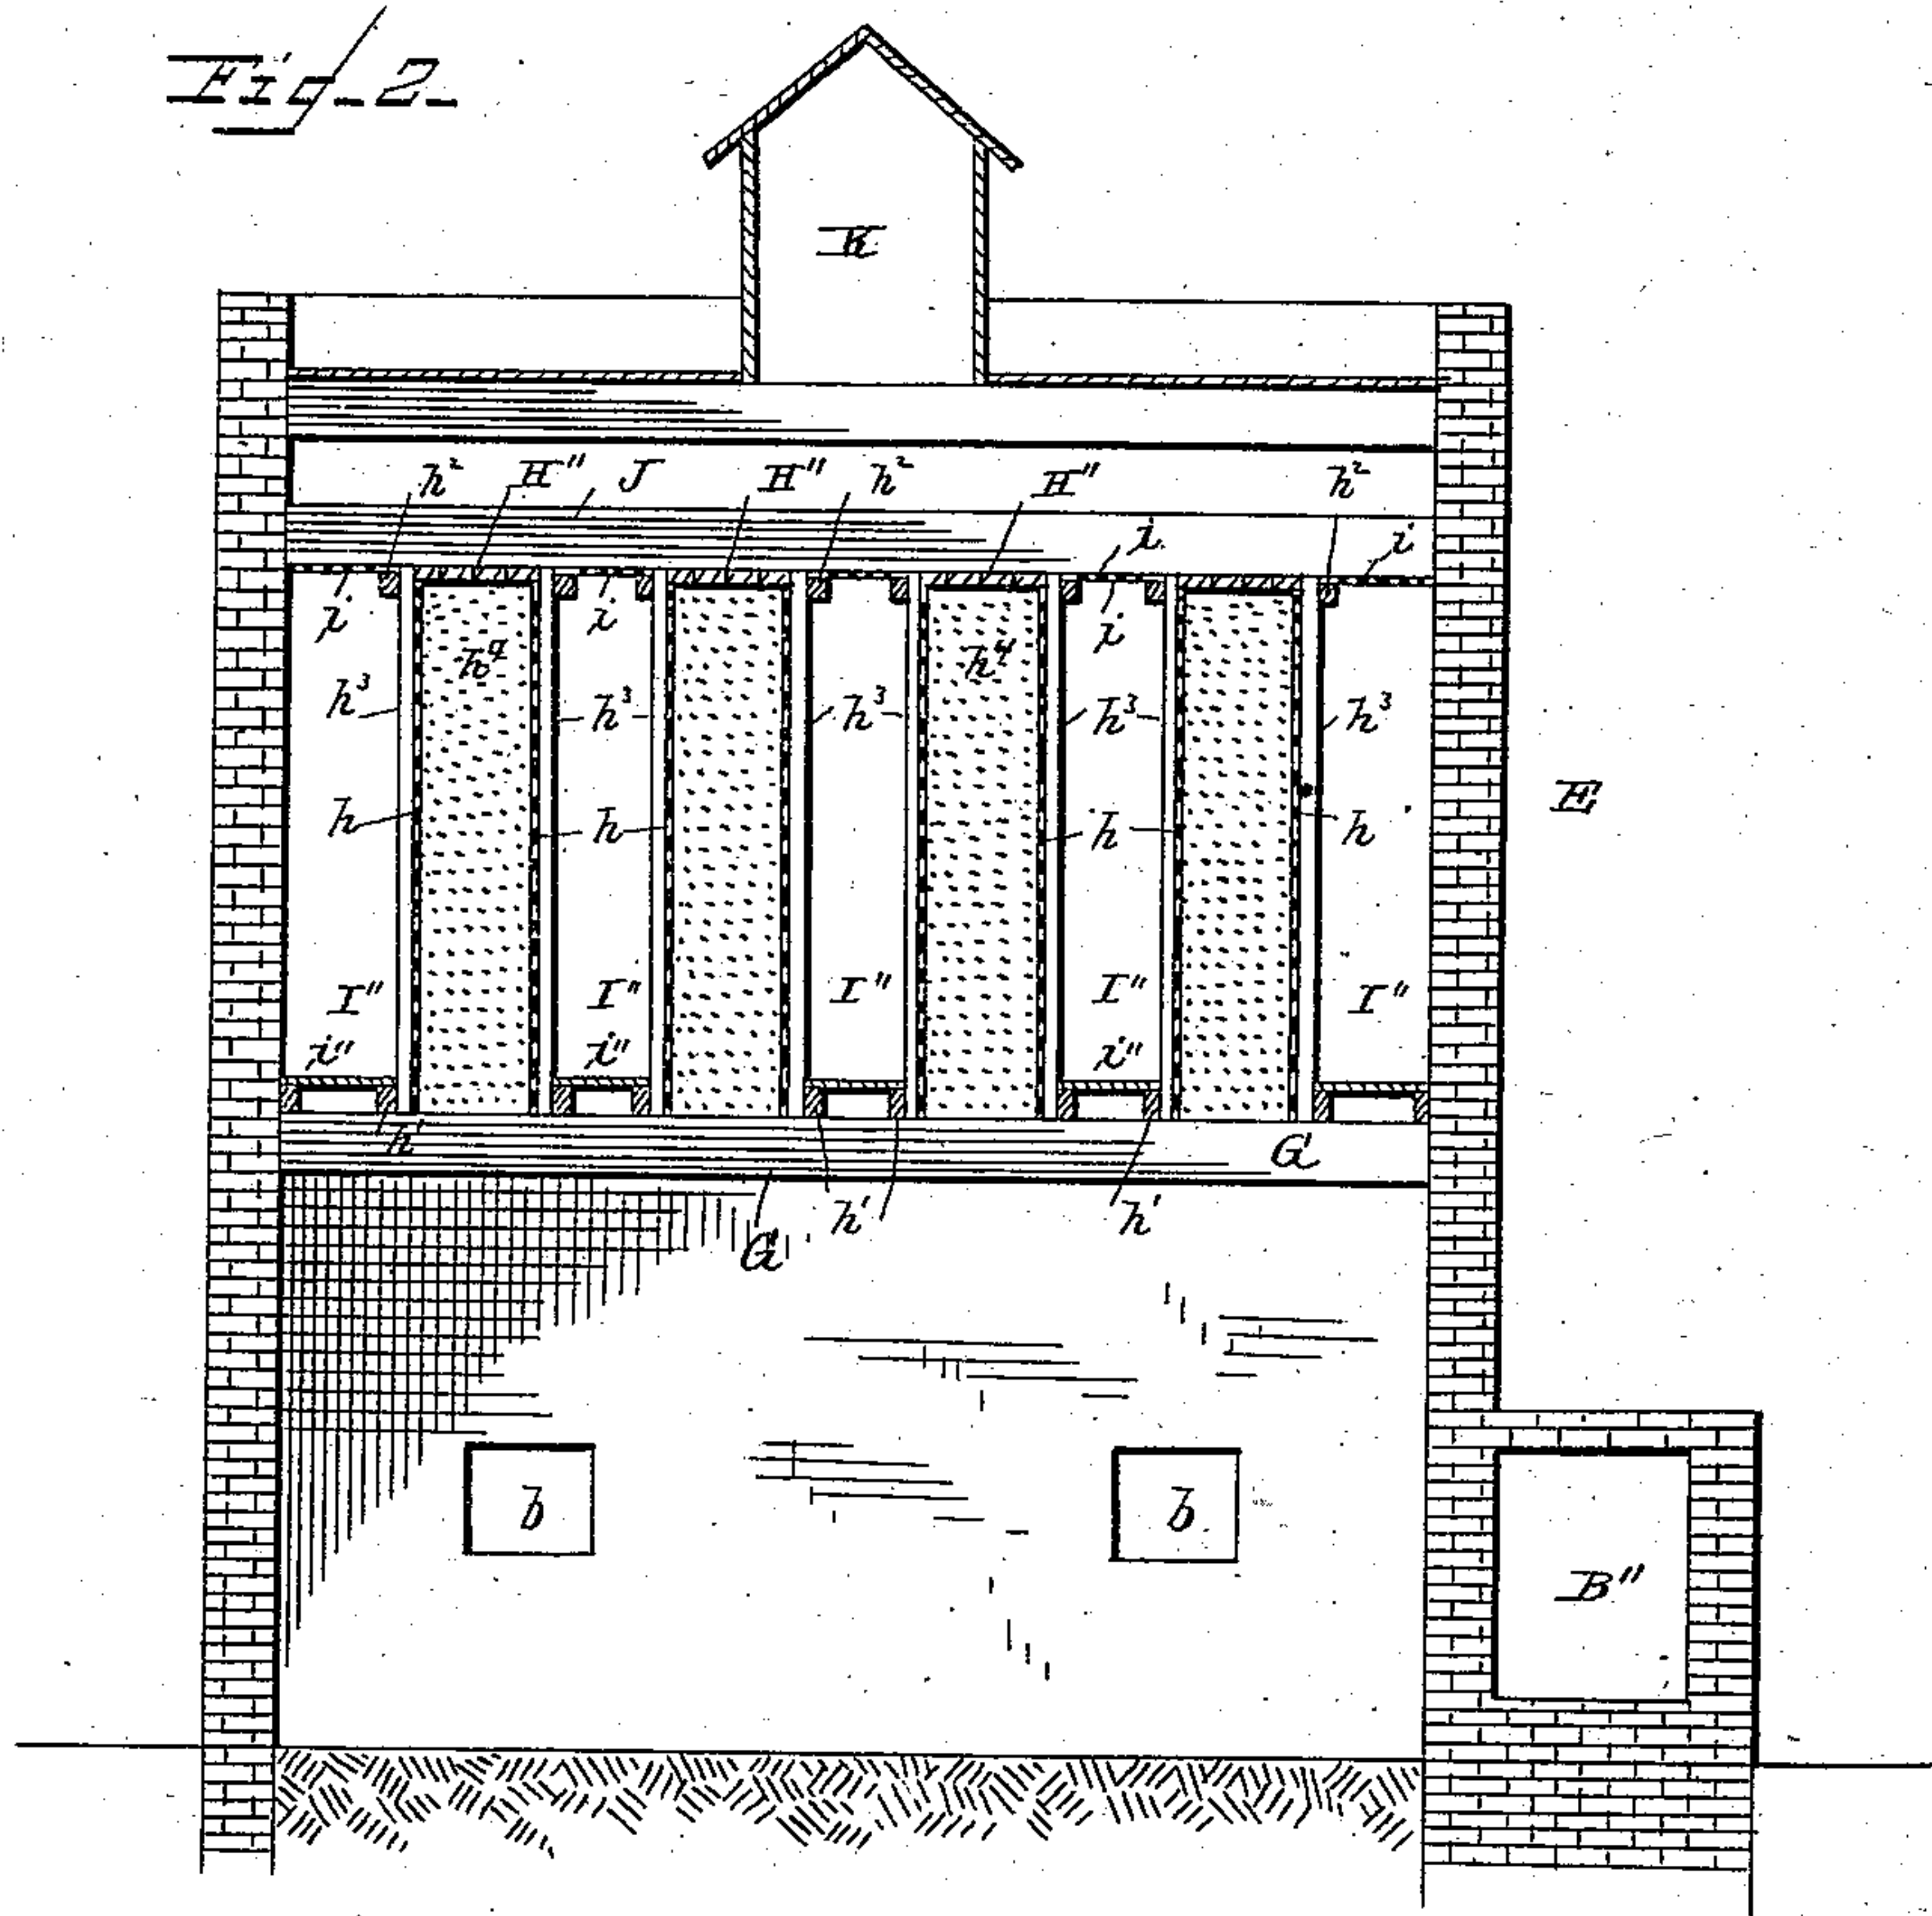 Fig. 2.
K
h² H" J H" h² H" h²
i i
i i i
h⁴ h⁴
h³ h³ h³ h³ h³
E
h h h h
I" I" I" I" I"
i" i" i"
h' G
h' h'
G
b b
B"